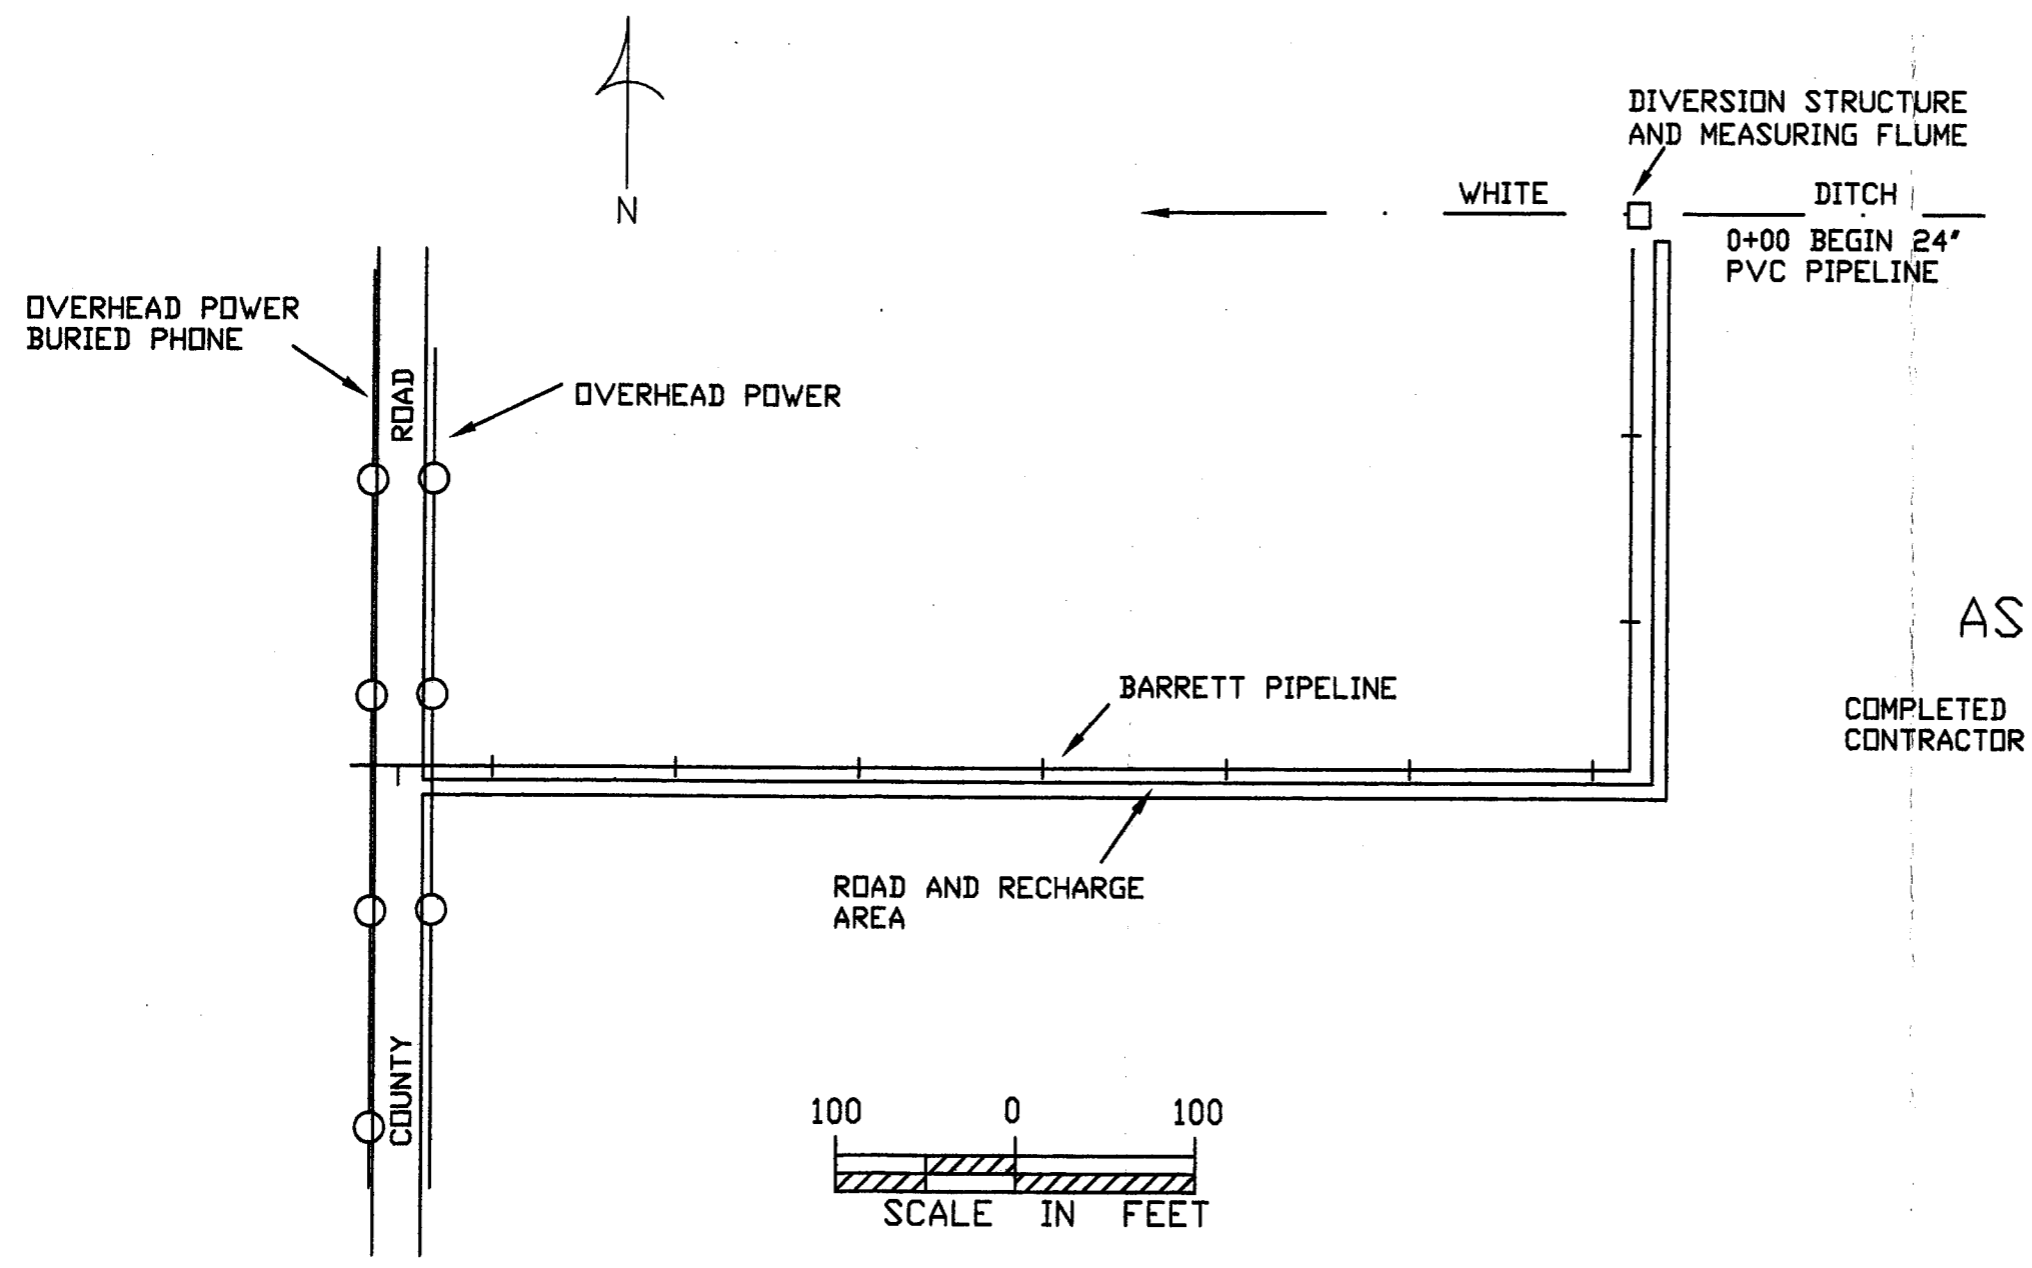 DIVERSION STRUCTURE
AND MEASURING FLUME
WHITE DITCH
0+00 BEGIN 24"
PVC PIPELINE
N
OVERHEAD POWER
BURIED PHONE
ROAD
OVERHEAD POWER
AS
BARRETT PIPELINE
COMPLETED
CONTRACTOR
ROAD AND RECHARGE
AREA
COUNTY
100 0 100
SCALE IN FEET